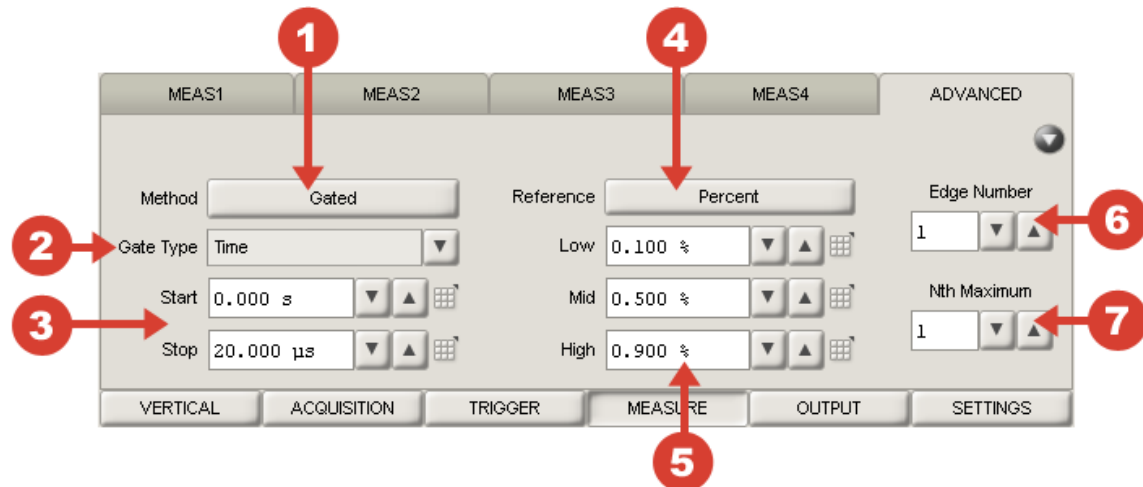 1
4
MEAS1 MEAS2 MEAS3 MEAS4 ADVANCED
Method Gated Reference Percent Edge Number
2 Gate Type Time Low 0.100 % 1 6
Start 0.000 s Mid 0.500 % Nth Maximum
3
Stop 20.000 µs High 0.900 % 1 7
VERTICAL ACQUISITION TRIGGER MEASURE OUTPUT SETTINGS
5